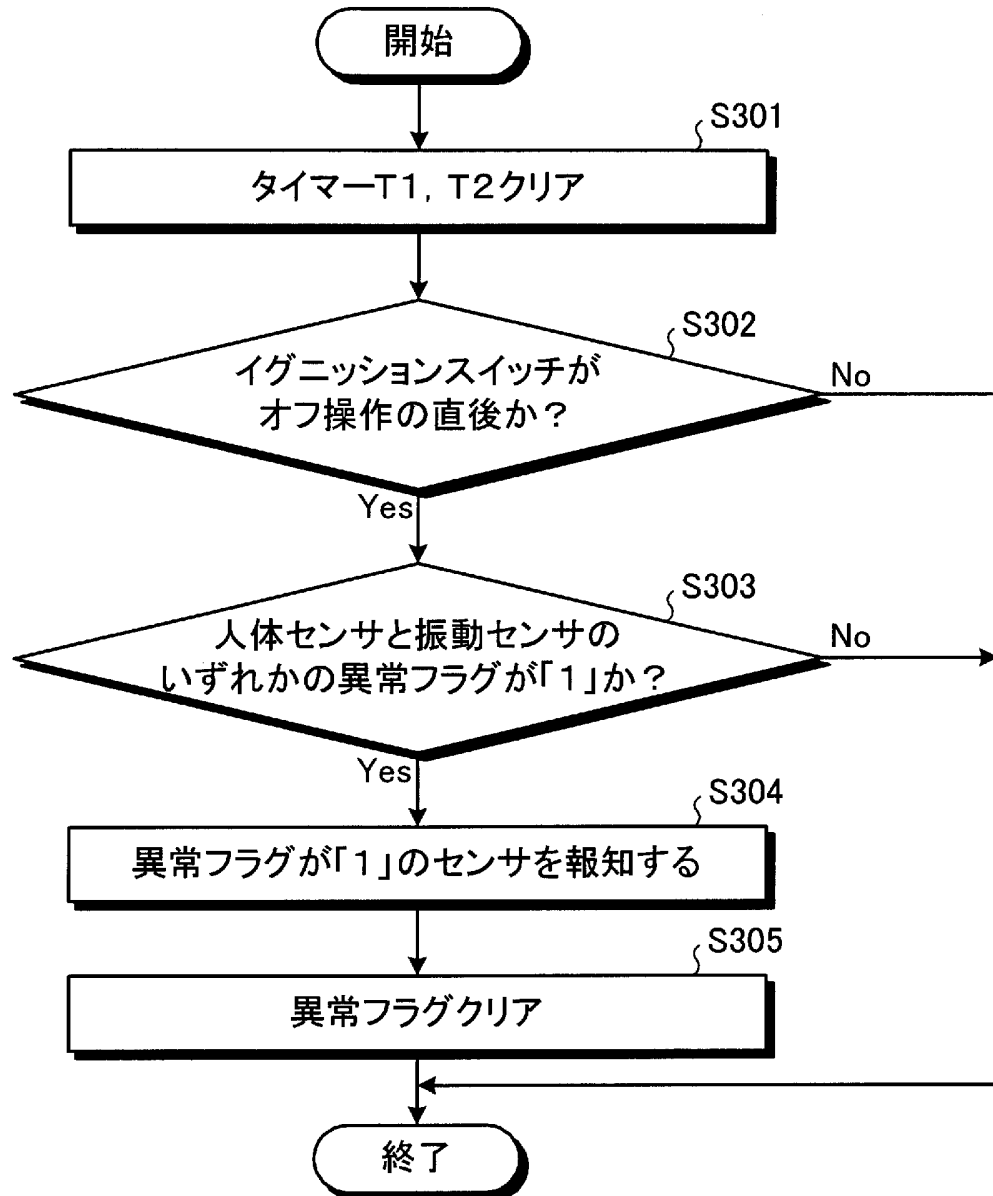 開始
S301
タイマーT1, T2クリア
S302
イグニッションスイッチが
オフ操作の直後か?
No
Yes
S303
人体センサと振動センサの
いずれかの異常フラグが「1」か?
No
Yes
S304
異常フラグが「1」のセンサを報知する
S305
異常フラグクリア
終了